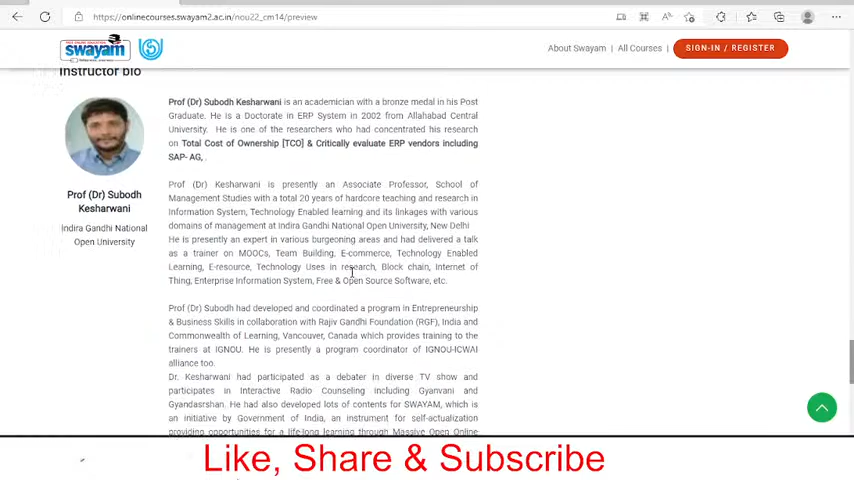 https://onlinecourses.swayam2.ac.in/nou22_cm14/preview
swayam
About Swayam | All Courses
SIGN-IN / REGISTER
Instructor bio
Prof (Dr) Subodh
Kesharwani
Indira Gandhi National
Open University
Prof (Dr) Subodh Kesharwani is an academician with a bronze medal in his Post
Graduate. He is a Doctorate in ERP System in 2002 from Allahabad Central
University. He is one of the researchers who had concentrated his research
on Total Cost of Ownership [TCO] & Critically evaluate ERP vendors including
SAP- AG, .
Prof (Dr) Kesharwani is presently an Associate Professor, School of
Management Studies with a total 20 years of hardcore teaching and research in
Information System, Technology Enabled learning and its linkages with various
domains of management at Indira Gandhi National Open University, New Delhi
He is presently an expert in various burgeoning areas and had delivered a talk
as a trainer on MOOCs, Team Building, E-commerce, Technology Enabled
Learning, E-resource, Technology Uses in research, Block chain, Internet of
Thing, Enterprise Information System, Free & Open Source Software, etc.
Prof (Dr) Subodh had developed and coordinated a program in Entrepreneurship
& Business Skills in collaboration with Rajiv Gandhi Foundation (RGF), India and
Commonwealth of Learning, Vancouver, Canada which provides training to the
trainers at IGNOU. He is presently a program coordinator of IGNOU-ICWAI
alliance too.
Dr. Kesharwani had participated as a debater in diverse TV show and
participates in Interactive Radio Counseling including Gyanvani and
Gyandasrshan. He had also developed lots of contents for SWAYAM, which is
an initiative by Government of India, an instrument for self-actualization
providing opportunities for a life-long learning through Massive Open Online
Like, Share & Subscribe